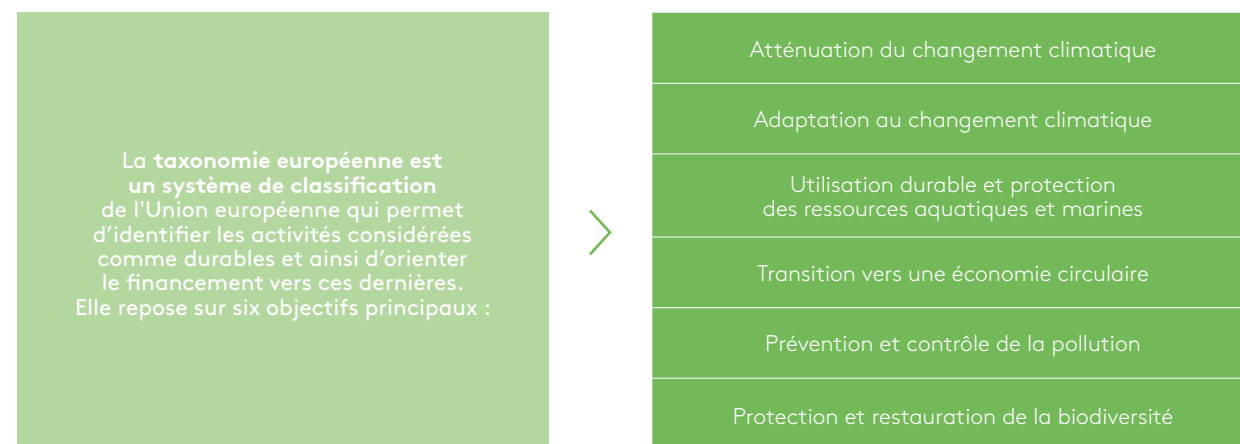 La taxonomie européenne est
un système de classification
de l'Union européenne qui permet
d’identifier les activités considérées
comme durables et ainsi d’orienter
le financement vers ces dernières.
Elle repose sur six objectifs principaux :
Atténuation du changement climatique
Adaptation au changement climatique
Utilisation durable et protection
des ressources aquatiques et marines
Transition vers une économie circulaire
Prévention et contrôle de la pollution
Protection et restauration de la biodiversité